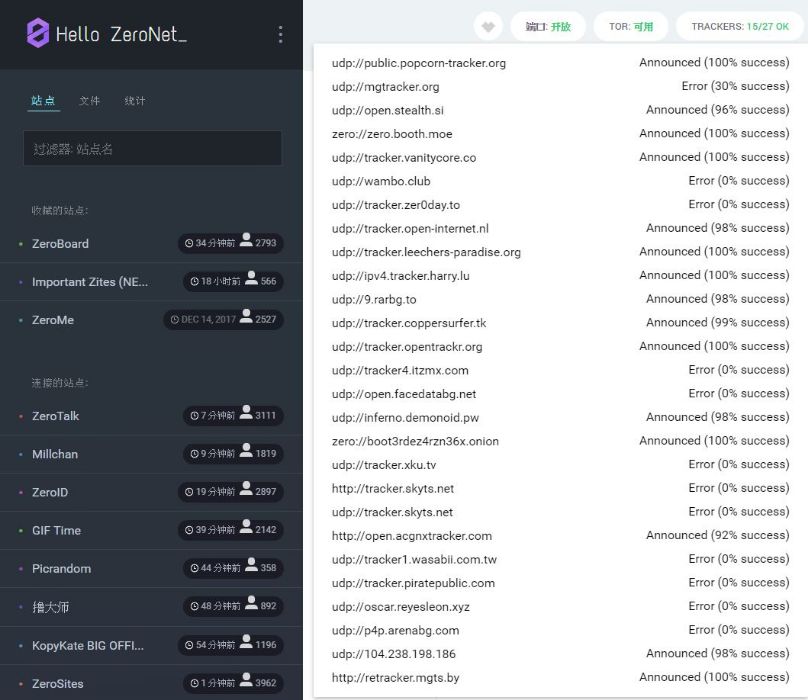 Hello ZeroNet_
站点 文件 统计
过滤器: 站点名
收藏的站点:
ZeroBoard 34 分钟前 2793
Important Zites (NE... 18 小时前 566
ZeroMe DEC 14, 2017 2527
连接的站点:
ZeroTalk 7 分钟前 3111
Millchan 9 分钟前 1819
ZeroID 19 分钟前 2897
GIF Time 39 分钟前 2142
Picrandom 44 分钟前 358
撸大师 48 分钟前 892
KopyKate BIG OFFI... 54 分钟前 1196
ZeroSites 1 分钟前 3962
端口: 开放 TOR: 可用 TRACKERS: 15/27 OK
udp://public.popcorn-tracker.org Announced (100% success)
udp://mgtracker.org Error (30% success)
udp://open.stealth.si Announced (96% success)
zero://zero.booth.moe Announced (100% success)
udp://tracker.vanitycore.co Announced (100% success)
udp://wambo.club Error (0% success)
udp://tracker.zer0day.to Error (0% success)
udp://tracker.open-internet.nl Announced (98% success)
udp://tracker.leechers-paradise.org Announced (100% success)
udp://ipv4.tracker.harry.lu Announced (100% success)
udp://9.rarbg.to Announced (98% success)
udp://tracker.coppersurfer.tk Announced (99% success)
udp://tracker.opentrackr.org Announced (100% success)
udp://tracker4.itzmx.com Error (0% success)
udp://open.facedatabg.net Error (0% success)
udp://inferno.demonoid.pw Announced (98% success)
zero://boot3rdez4rzn36x.onion Announced (100% success)
udp://tracker.xku.tv Error (0% success)
http://tracker.skyts.net Error (0% success)
udp://tracker.skyts.net Error (0% success)
http://open.acgnxtracker.com Announced (92% success)
udp://tracker1.wasabii.com.tw Error (0% success)
udp://tracker.piratepublic.com Error (0% success)
udp://oscar.reyesleon.xyz Error (0% success)
udp://p4p.arenabg.com Error (0% success)
udp://104.238.198.186 Announced (98% success)
http://retracker.mgts.by Announced (100% success)